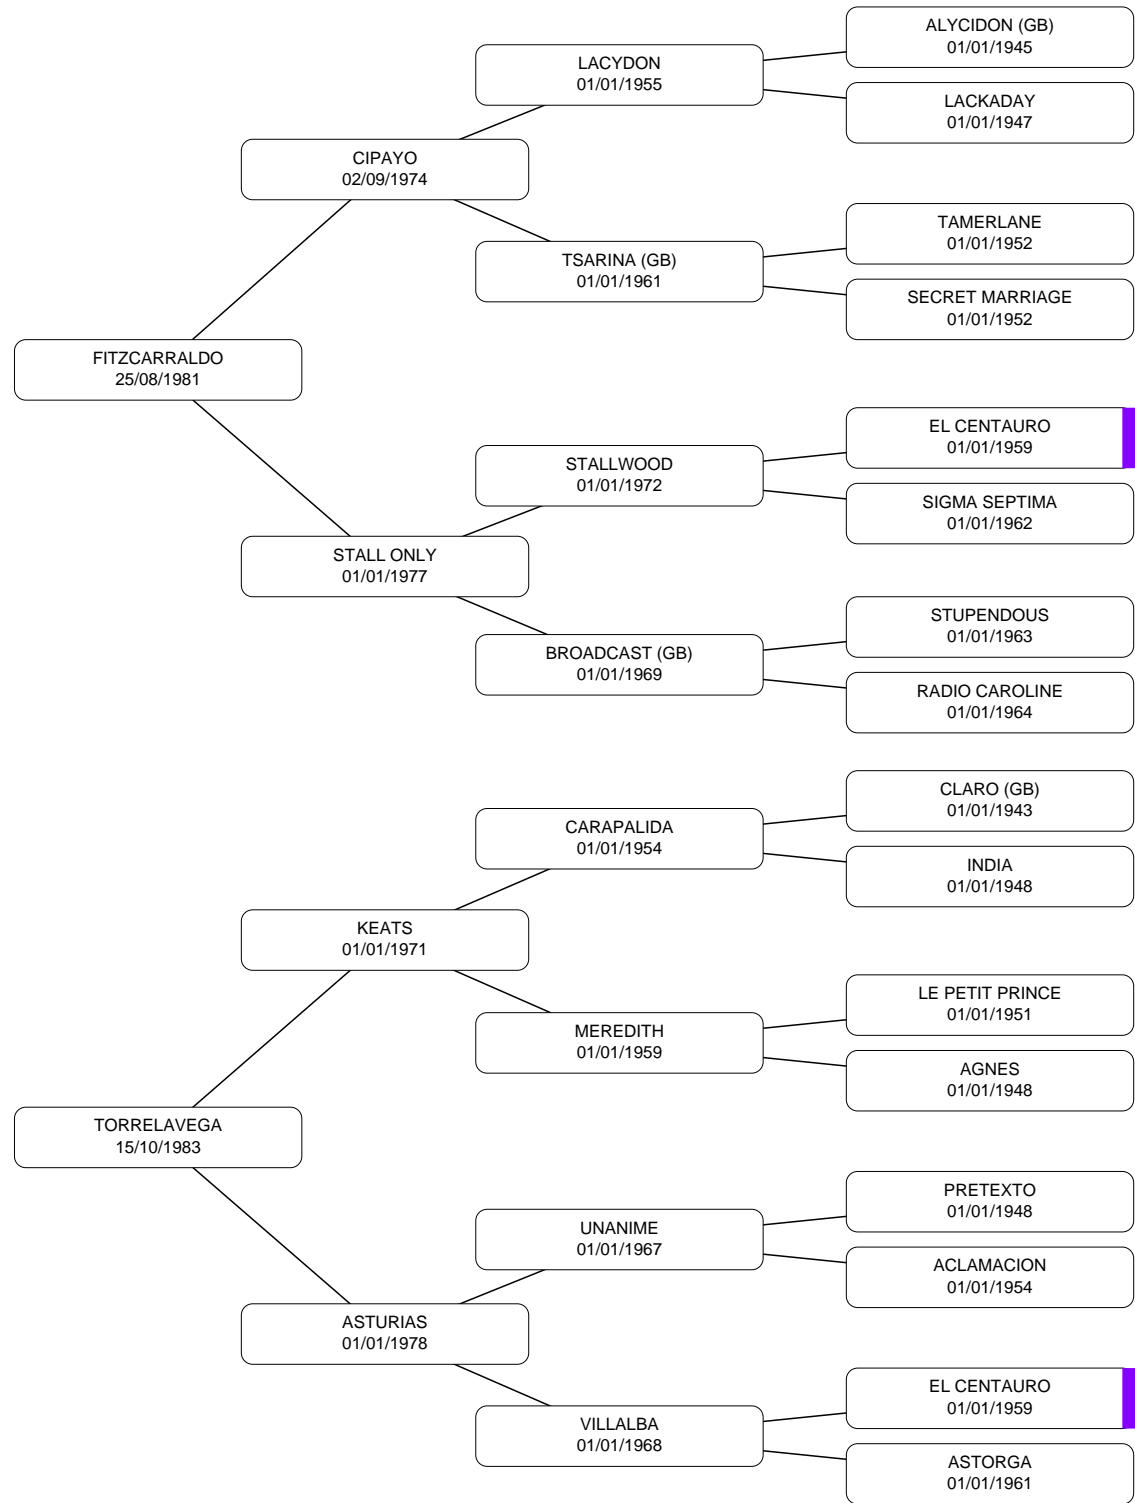 ALYCIDON (GB)
01/01/1945
LACYDON
01/01/1955
LACKADAY
01/01/1947
CIPAYO
02/09/1974
TAMERLANE
01/01/1952
TSARINA (GB)
01/01/1961
SECRET MARRIAGE
01/01/1952
FITZCARRALDO
25/08/1981
EL CENTAURO
01/01/1959
STALLWOOD
01/01/1972
SIGMA SEPTIMA
01/01/1962
STALL ONLY
01/01/1977
STUPENDOUS
01/01/1963
BROADCAST (GB)
01/01/1969
RADIO CAROLINE
01/01/1964
CLARO (GB)
01/01/1943
CARAPALIDA
01/01/1954
INDIA
01/01/1948
KEATS
01/01/1971
LE PETIT PRINCE
01/01/1951
MEREDITH
01/01/1959
AGNES
01/01/1948
TORRELAVEGA
15/10/1983
PRETEXTO
01/01/1948
UNANIME
01/01/1967
ACLAMACION
01/01/1954
ASTURIAS
01/01/1978
EL CENTAURO
01/01/1959
VILLALBA
01/01/1968
ASTORGA
01/01/1961